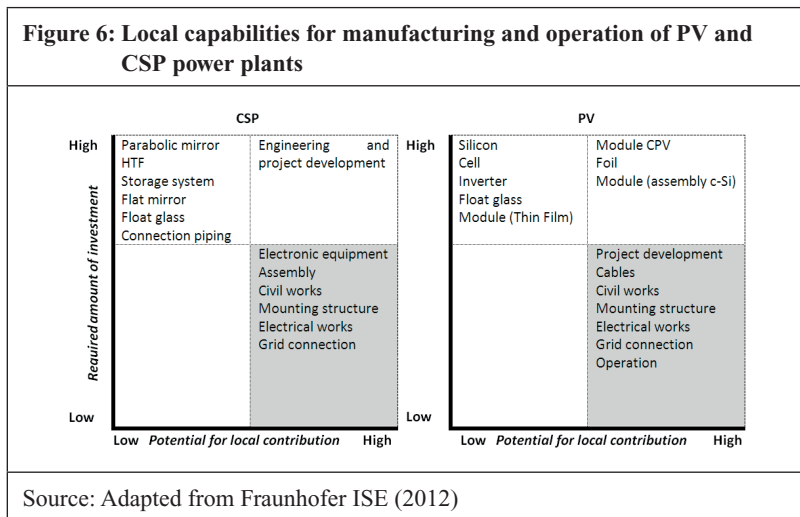 Figure 6: Local capabilities for manufacturing and operation of PV and
CSP power plants
CSP
High
Required amount of investment
Low
Parabolic mirror
HTF
Storage system
Flat mirror
Float glass
Connection piping
Engineering and
project development
Electronic equipment
Assembly
Civil works
Mounting structure
Electrical works
Grid connection
Low Potential for local contribution High
PV
High
Low
Silicon
Cell
Inverter
Float glass
Module (Thin Film)
Module CPV
Foil
Module (assembly c-Si)
Project development
Cables
Civil works
Mounting structure
Electrical works
Grid connection
Operation
Low Potential for local contribution High
Source: Adapted from Fraunhofer ISE (2012)